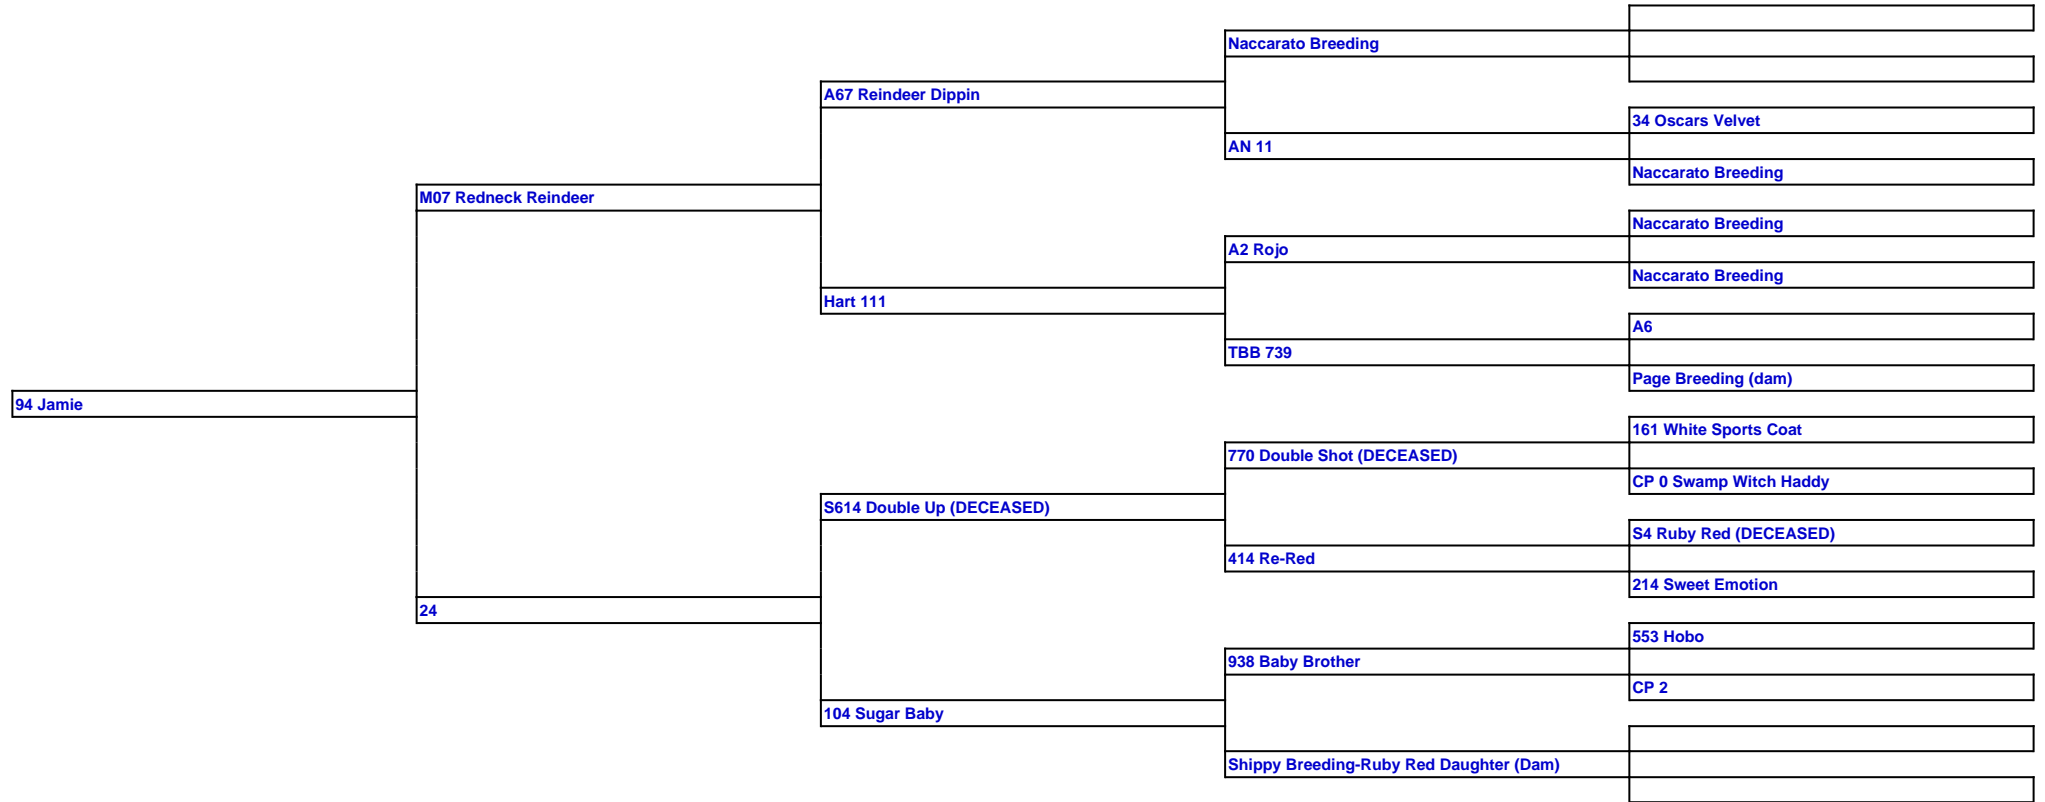 Naccarato Breeding
A67 Reindeer Dippin
34 Oscars Velvet
AN 11
Naccarato Breeding
M07 Redneck Reindeer
Naccarato Breeding
A2 Rojo
Naccarato Breeding
Hart 111
A6
TBB 739
Page Breeding (dam)
94 Jamie
161 White Sports Coat
770 Double Shot (DECEASED)
CP 0 Swamp Witch Haddy
S614 Double Up (DECEASED)
S4 Ruby Red (DECEASED)
414 Re-Red
214 Sweet Emotion
24
553 Hobo
938 Baby Brother
CP 2
104 Sugar Baby
Shippy Breeding-Ruby Red Daughter (Dam)